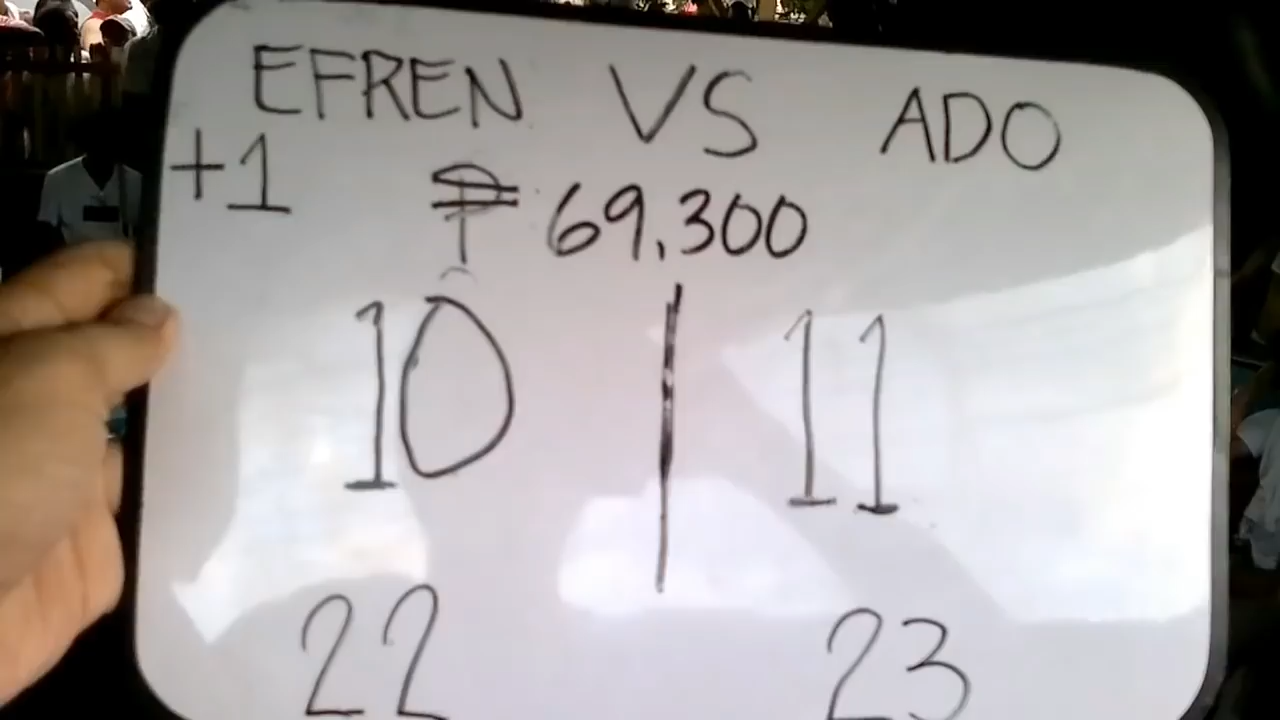 EFREN VS ADO
+1 ₱ 69,300
10 | 11
22 23